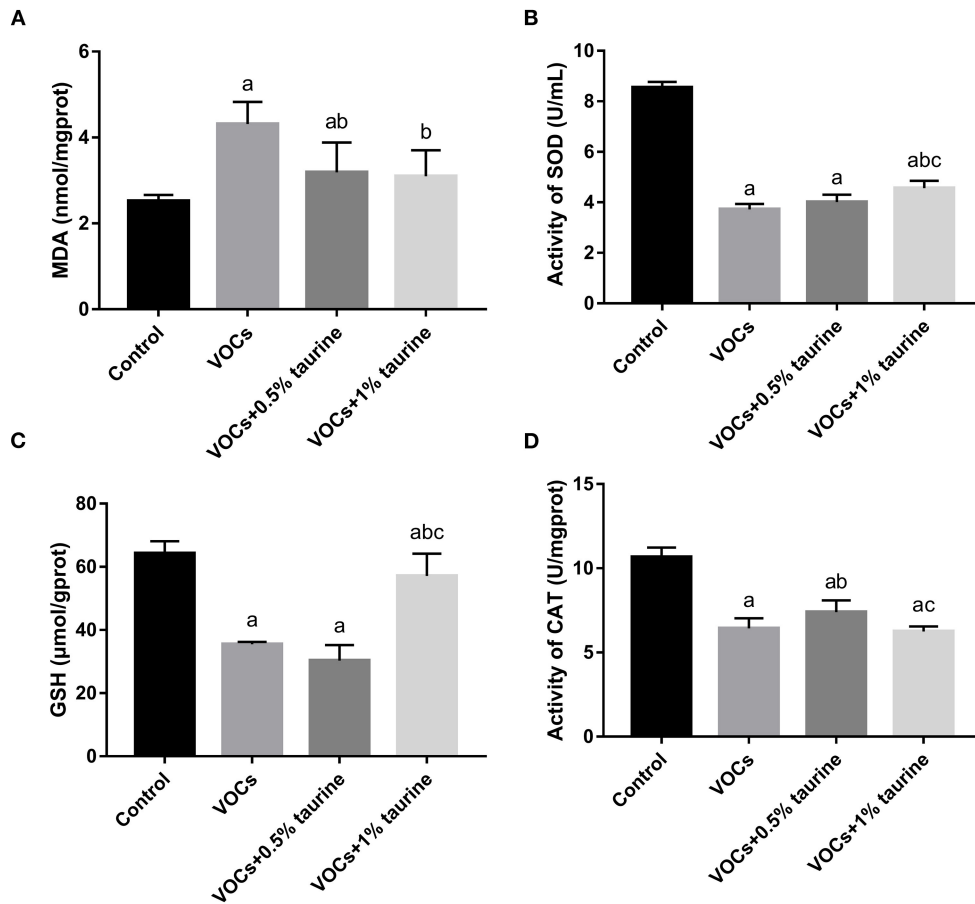 A
MDA (nmol/mgprot)
6
4
2
0
a
ab
b
Control
VOCs
VOCs+0.5% taurine
VOCs+1% taurine
B
Activity of SOD (U/mL)
10
8
6
4
2
0
a
a
abc
Control
VOCs
VOCs+0.5% taurine
VOCs+1% taurine
C
GSH (μmol/gprot)
80
60
40
20
0
a
a
abc
Control
VOCs
VOCs+0.5% taurine
VOCs+1% taurine
D
Activity of CAT (U/mgprot)
15
10
5
0
a
ab
ac
Control
VOCs
VOCs+0.5% taurine
VOCs+1% taurine